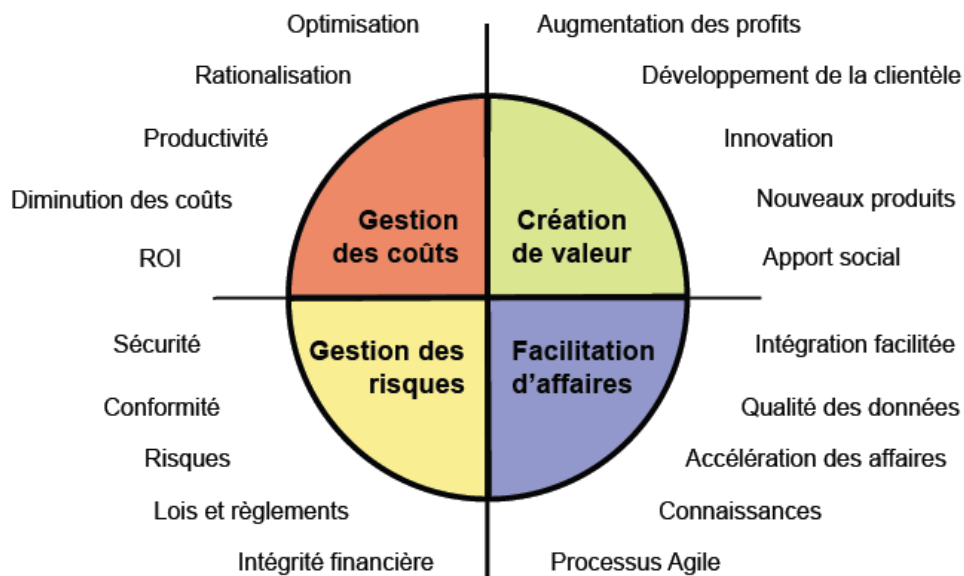 Optimisation
Augmentation des profits
Rationalisation
Développement de la clientèle
Productivité
Innovation
Diminution des coûts
Nouveaux produits
ROI
Apport social
Gestion
des coûts
Création
de valeur
Gestion des
risques
Facilitation
d'affaires
Sécurité
Intégration facilitée
Conformité
Qualité des données
Risques
Accélération des affaires
Lois et règlements
Connaissances
Intégrité financière
Processus Agile